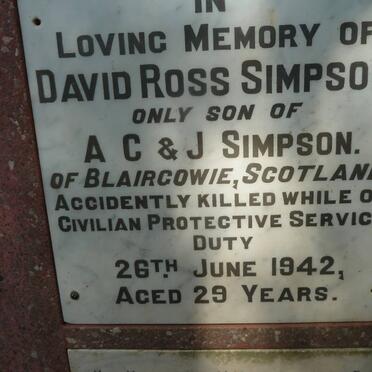 IN
LOVING MEMORY OF
DAVID ROSS SIMPSO
ONLY SON OF
A C & J SIMPSON.
OF BLAIRCOWIE, SCOTLAND
ACCIDENTLY KILLED WHILE O
CIVILIAN PROTECTIVE SERVIC
DUTY
26TH JUNE 1942,
AGED 29 YEARS.